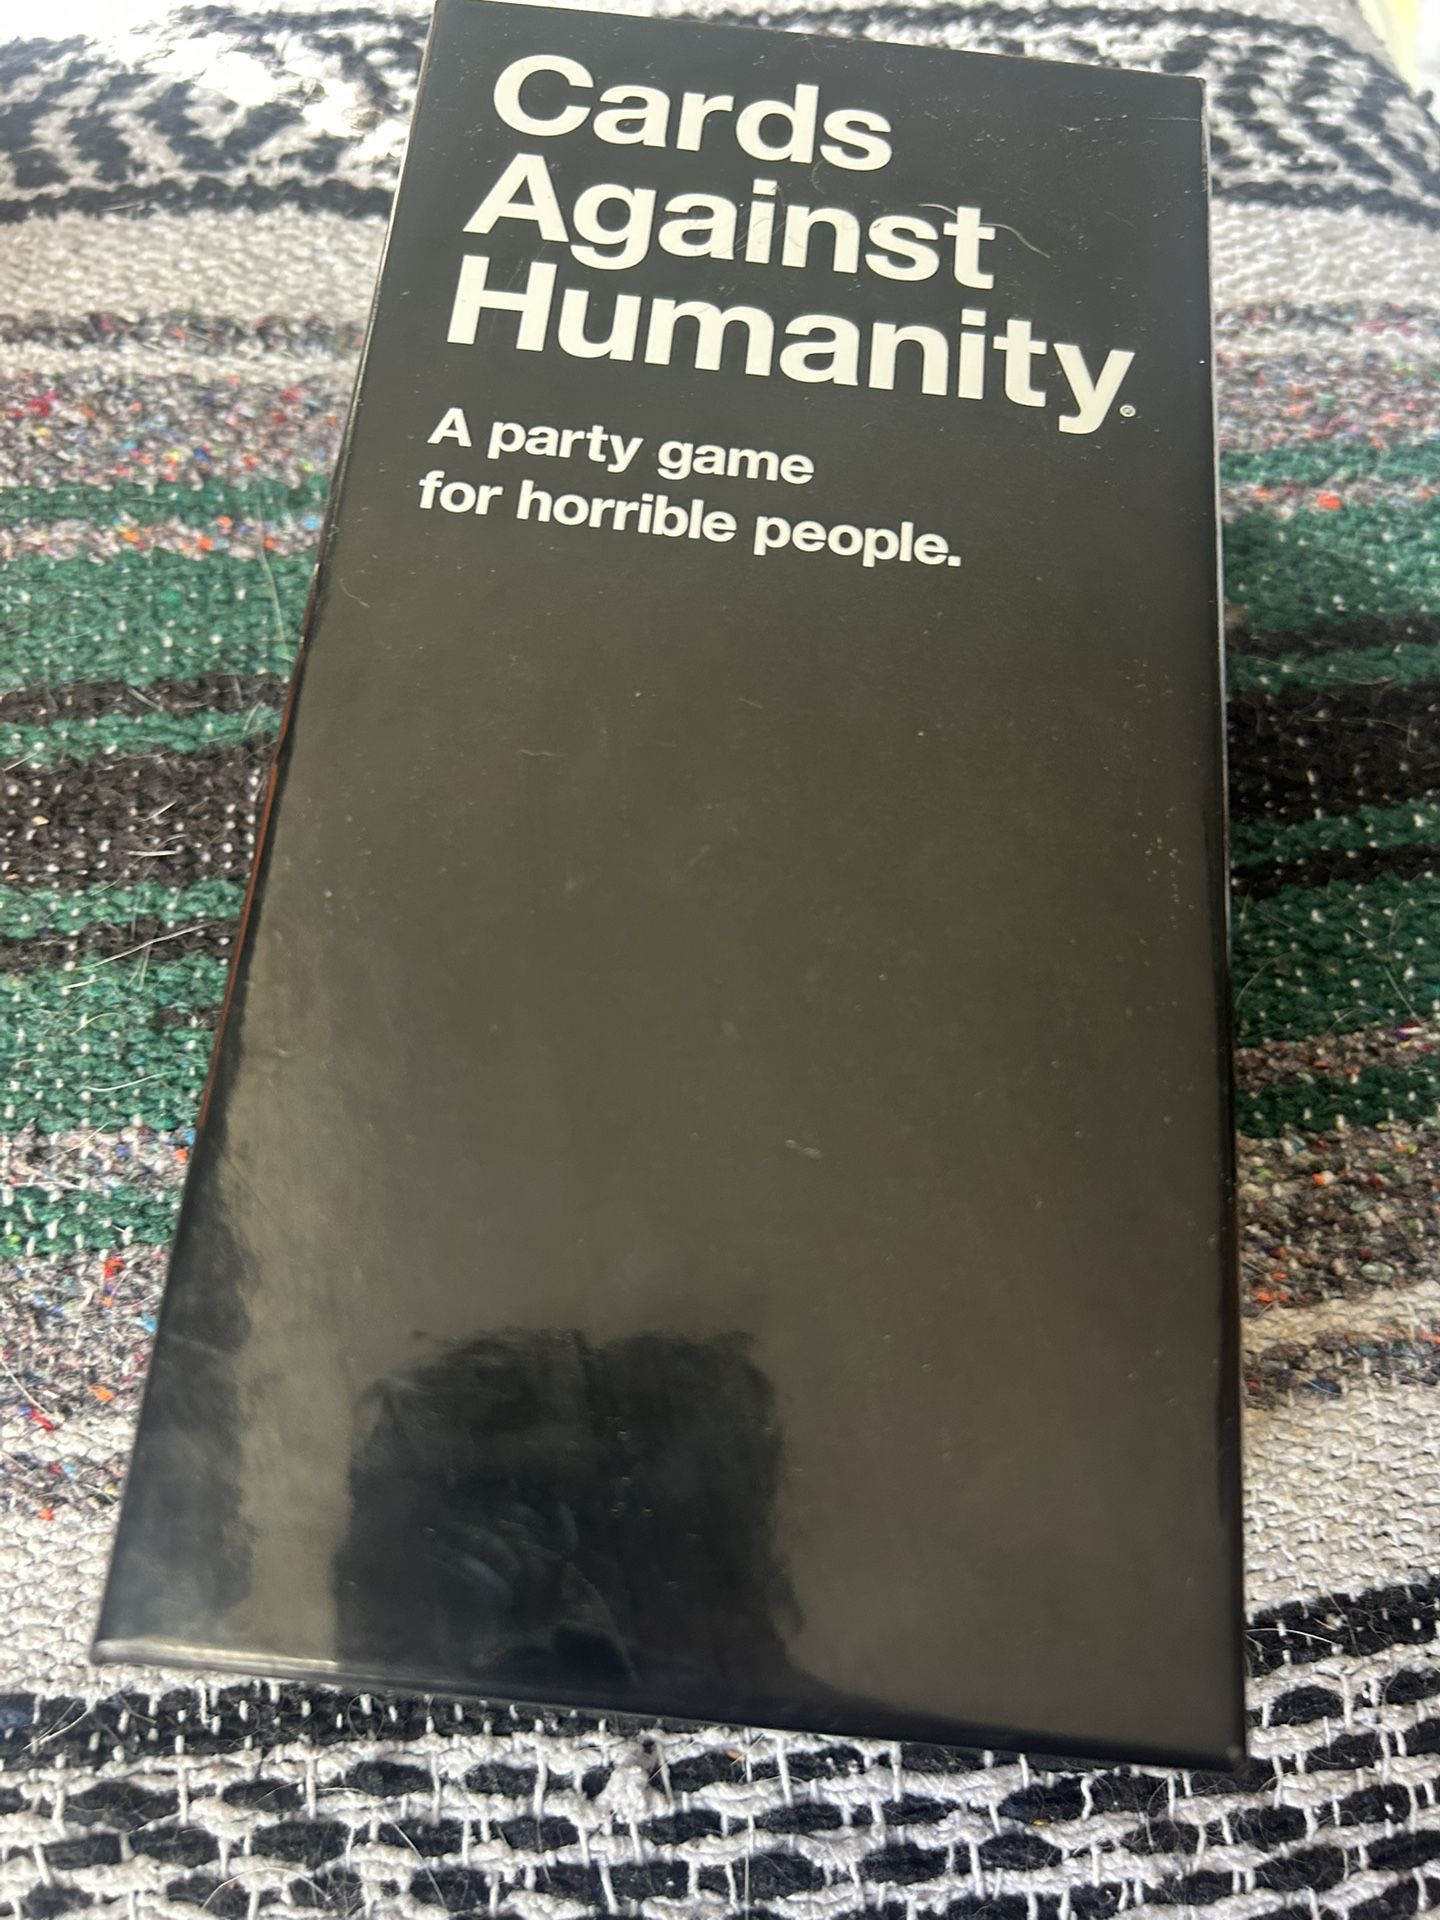 Cards
Against
Humanity®
A party game
for horrible people.